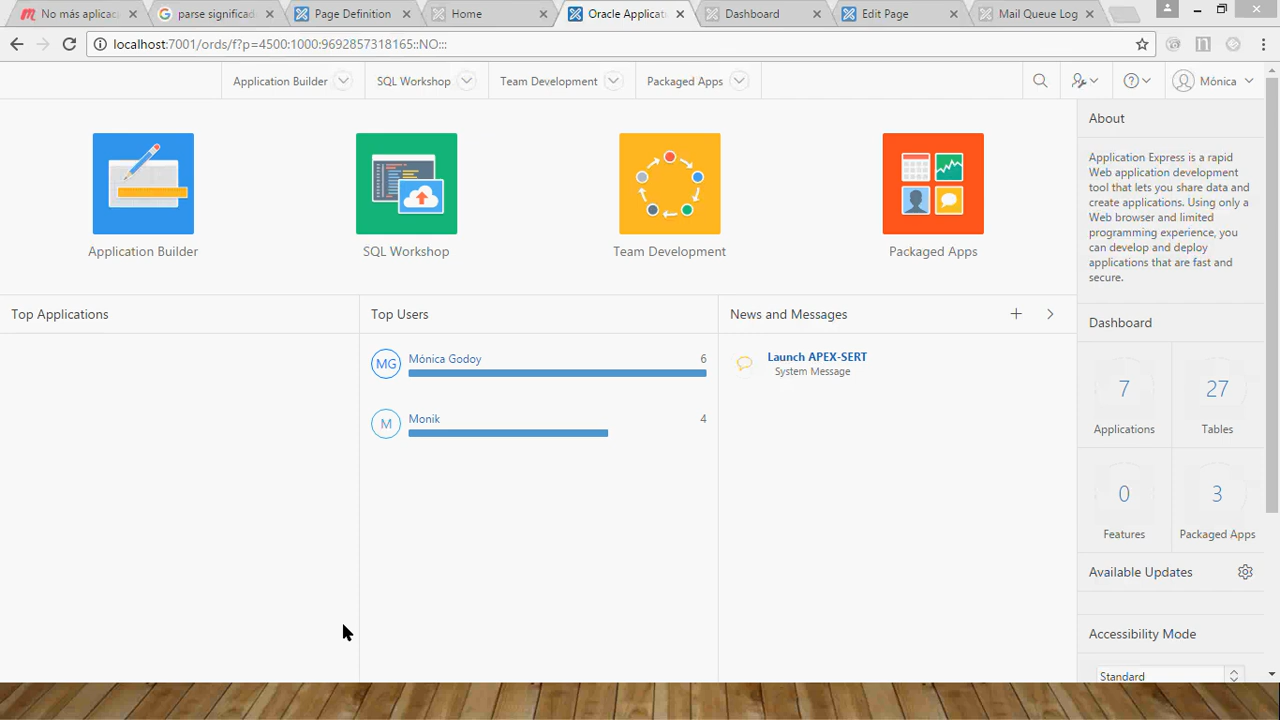 No más aplicac
parse significad
Page Definition
Home
Oracle Applicat
Dashboard
Edit Page
Mail Queue Log
localhost:7001/ords/f?p=4500:1000:9692857318165::NO:::
Application Builder
SQL Workshop
Team Development
Packaged Apps
Mónica
Application Builder
SQL Workshop
Team Development
Packaged Apps
About
Application Express is a rapid
Web application development
tool that lets you share data and
create applications. Using only a
Web browser and limited
programming experience, you
can develop and deploy
applications that are fast and
secure.
Top Applications
Top Users
MG
Mónica Godoy
6
M
Monik
4
News and Messages
Launch APEX-SERT
System Message
Dashboard
7
Applications
27
Tables
0
Features
3
Packaged Apps
Available Updates
Accessibility Mode
Standard